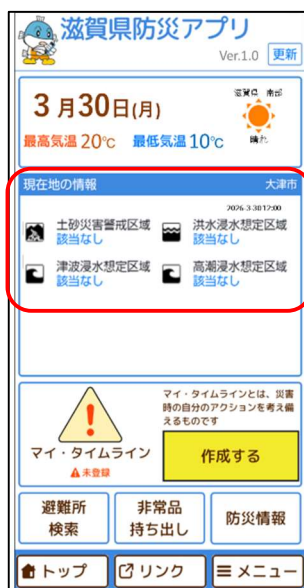 滋賀県防災アプリ
Ver.1.0 更新
3月30日(月)
滋賀県 南部
最高気温20℃ 最低気温10℃
晴れ
現在地の情報 大津市
2026-3-30 12:00
土砂災害警戒区域 洪水浸水想定区域
該当なし 該当なし
津波浸水想定区域 高潮浸水想定区域
該当なし 該当なし
マイ・タイムラインとは、災害
時の自分のアクションを考え備
えるものです
マイ・タイムライン
未登録
作成する
避難所 非常品 防災情報
検索 持ち出し
トップ リンク メニュー